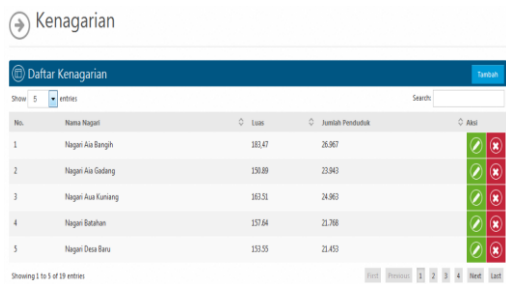 Kenagarian
Daftar Kenagarian Tambah
Show 5 entries Search:
No. Nama Nagari Luas Jumlah Penduduk Aksi
1 Nagari Aia Bangih 183,47 26.967
2 Nagari Aia Gadang 150.89 23.943
3 Nagari Aua Kuniang 163.51 24.963
4 Nagari Batahan 157.64 21.768
5 Nagari Desa Baru 153.55 21.453
Showing 1 to 5 of 19 entries First Previous 1 2 3 4 Next Last